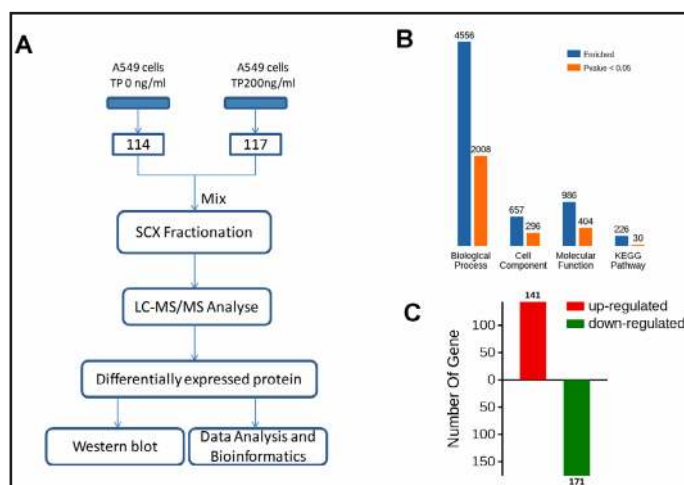 A
A549 cells
TP 0 ng/ml
A549 cells
TP200ng/ml
114
117
Mix
SCX Fractionation
LC-MS/MS Analyse
Differentially expressed protein
Western blot
Data Analysis and
Bioinformatics
B
4556
2008
657
296
986
404
226
30
Enriched
Pvalue < 0.05
Biological
Process
Cell
Component
Molecular
Function
KEGG
Pathway
C
141
up-regulated
down-regulated
Number Of Gene
100
50
0
50
100
150
171